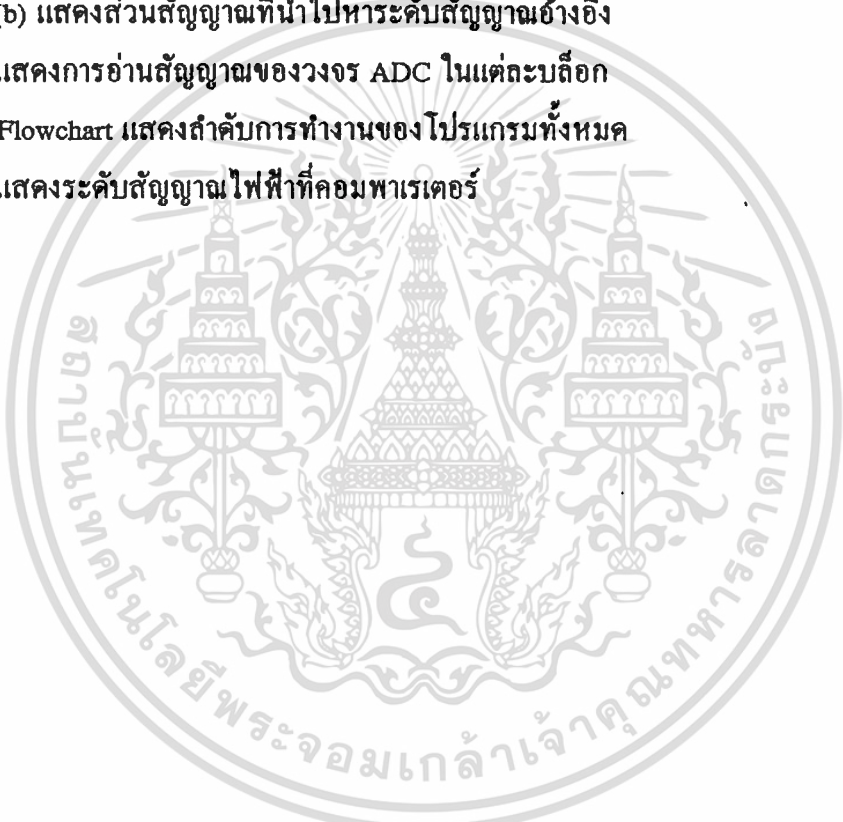 (b) แสดงส่วนสัญญาณที่นำไปหาระดับสัญญาณอ้างอิง
แสดงการอ่านสัญญาณของวงจร ADC ในแต่ละบล็อก
Flowchart แสดงลำดับการทำงานของโปรแกรมทั้งหมด
แสดงระดับสัญญาณไฟฟ้าที่คอมพาเรเตอร์
สถาบันเทคโนโลยีพระจอมเกล้าเจ้าคุณทหารลาดกระบัง